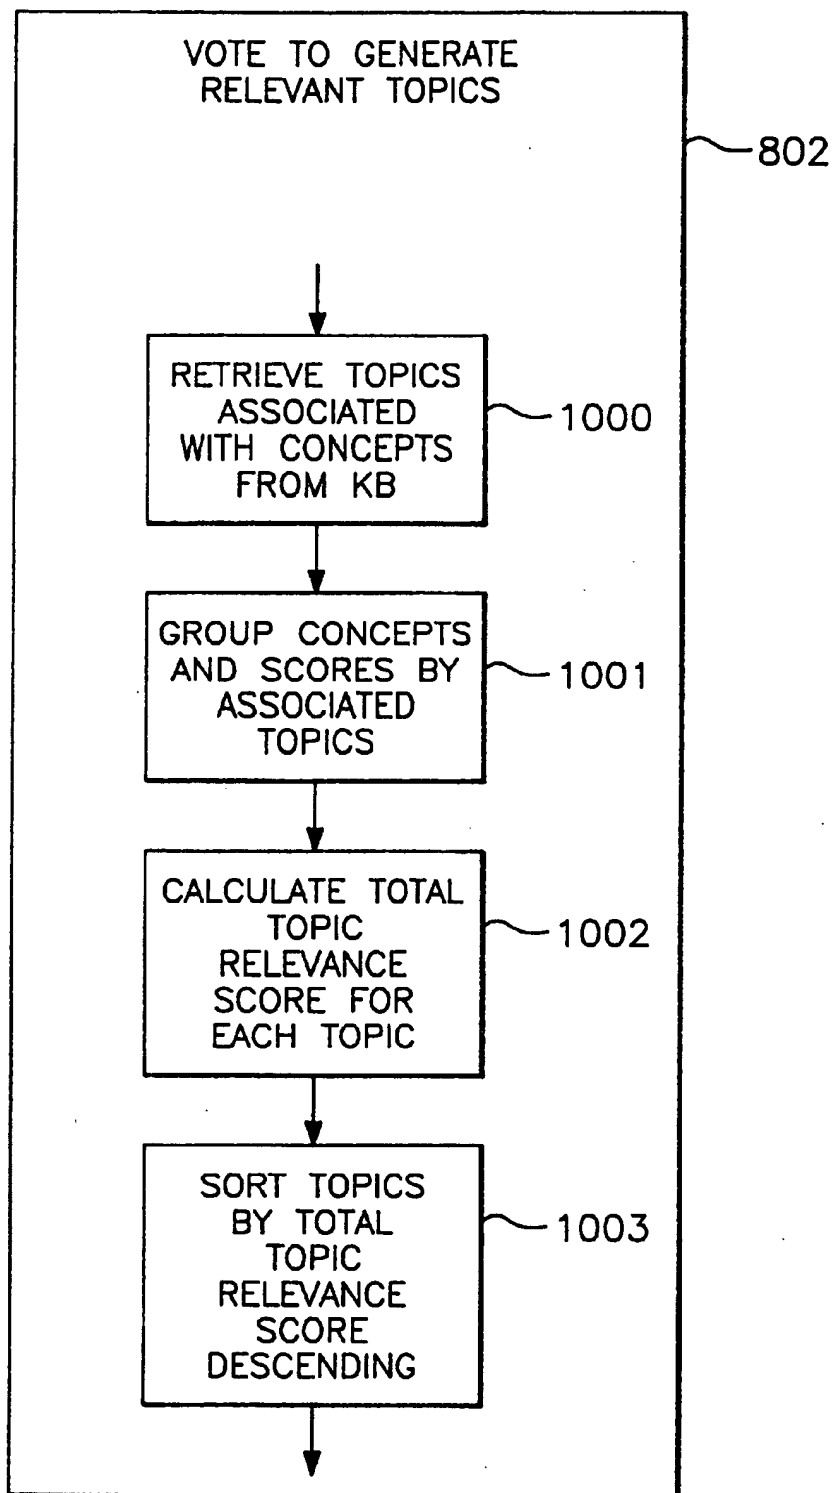 VOTE TO GENERATE
RELEVANT TOPICS
802
RETRIEVE TOPICS
ASSOCIATED
WITH CONCEPTS
FROM KB
1000
GROUP CONCEPTS
AND SCORES BY
ASSOCIATED
TOPICS
1001
CALCULATE TOTAL
TOPIC
RELEVANCE
SCORE FOR
EACH TOPIC
1002
SORT TOPICS
BY TOTAL
TOPIC
RELEVANCE
SCORE
DESCENDING
1003